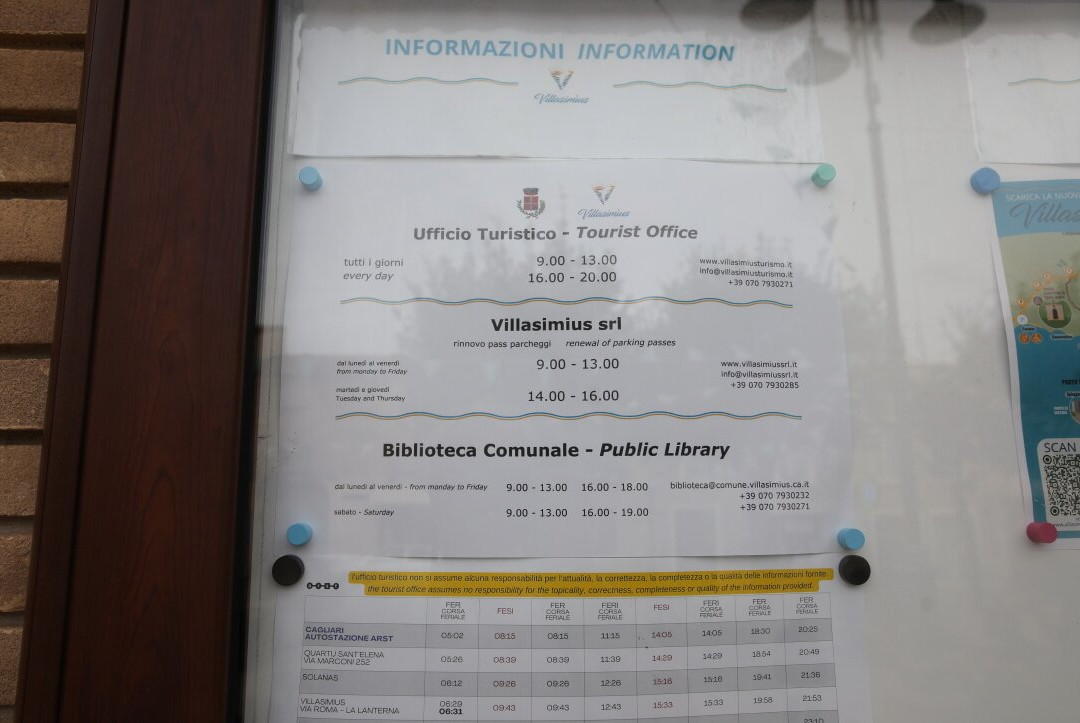 INFORMAZIONI INFORMATION
Villasimius
Villasimius
Ufficio Turistico - Tourist Office
tutti i giorni
every day
9.00 - 13.00
16.00 - 20.00
www.villasimiusturismo.it
info@villasimiusturismo.it
+39 070 7930271
Villasimius srl
rinnovo pass parcheggi renewal of parking passes
dal lunedì al venerdì
from monday to Friday
9.00 - 13.00
martedì e giovedì
Tuesday and Thursday
14.00 - 16.00
www.villasimiussrl.it
info@villasimiussrl.it
+39 070 7930285
Biblioteca Comunale - Public Library
dal lunedì al venerdì - from monday to Friday 9.00 - 13.00 16.00 - 18.00
sabato - Saturday 9.00 - 13.00 16.00 - 19.00
biblioteca@comune.villasimius.ca.it
+39 070 7930232
+39 070 7930271
l'ufficio turistico non si assume alcuna responsabilità per l'attualità, la correttezza, la completezza o la qualità delle informazioni fornite.
the tourist office assumes no responsibility for the topicality, correctness, completeness or quality of the information provided.
FER CORSA FERIALE FESI FER CORSA FERIALE FERI CORSA FERIALE FESI FERI CORSA FERIALE FER CORSA FERIALE FER CORSA FERIALE
CAGLIARI AUTOSTAZIONE ARST 05:02 08:15 08:15 11:15 14:05 14:05 18:30 20:25
QUARTU SANT'ELENA VIA MARCONI 252 05:26 08:39 08:39 11:39 14:29 14:29 18:54 20:49
SOLANAS 06:12 09:26 09:26 12:26 15:16 15:16 19:41 21:36
VILLASIMIUS VIA ROMA - LA LANTERNA 06:29 06:31 09:43 09:43 12:43 15:33 15:33 19:58 21:53
23:10
SCARICA LA
SCAN